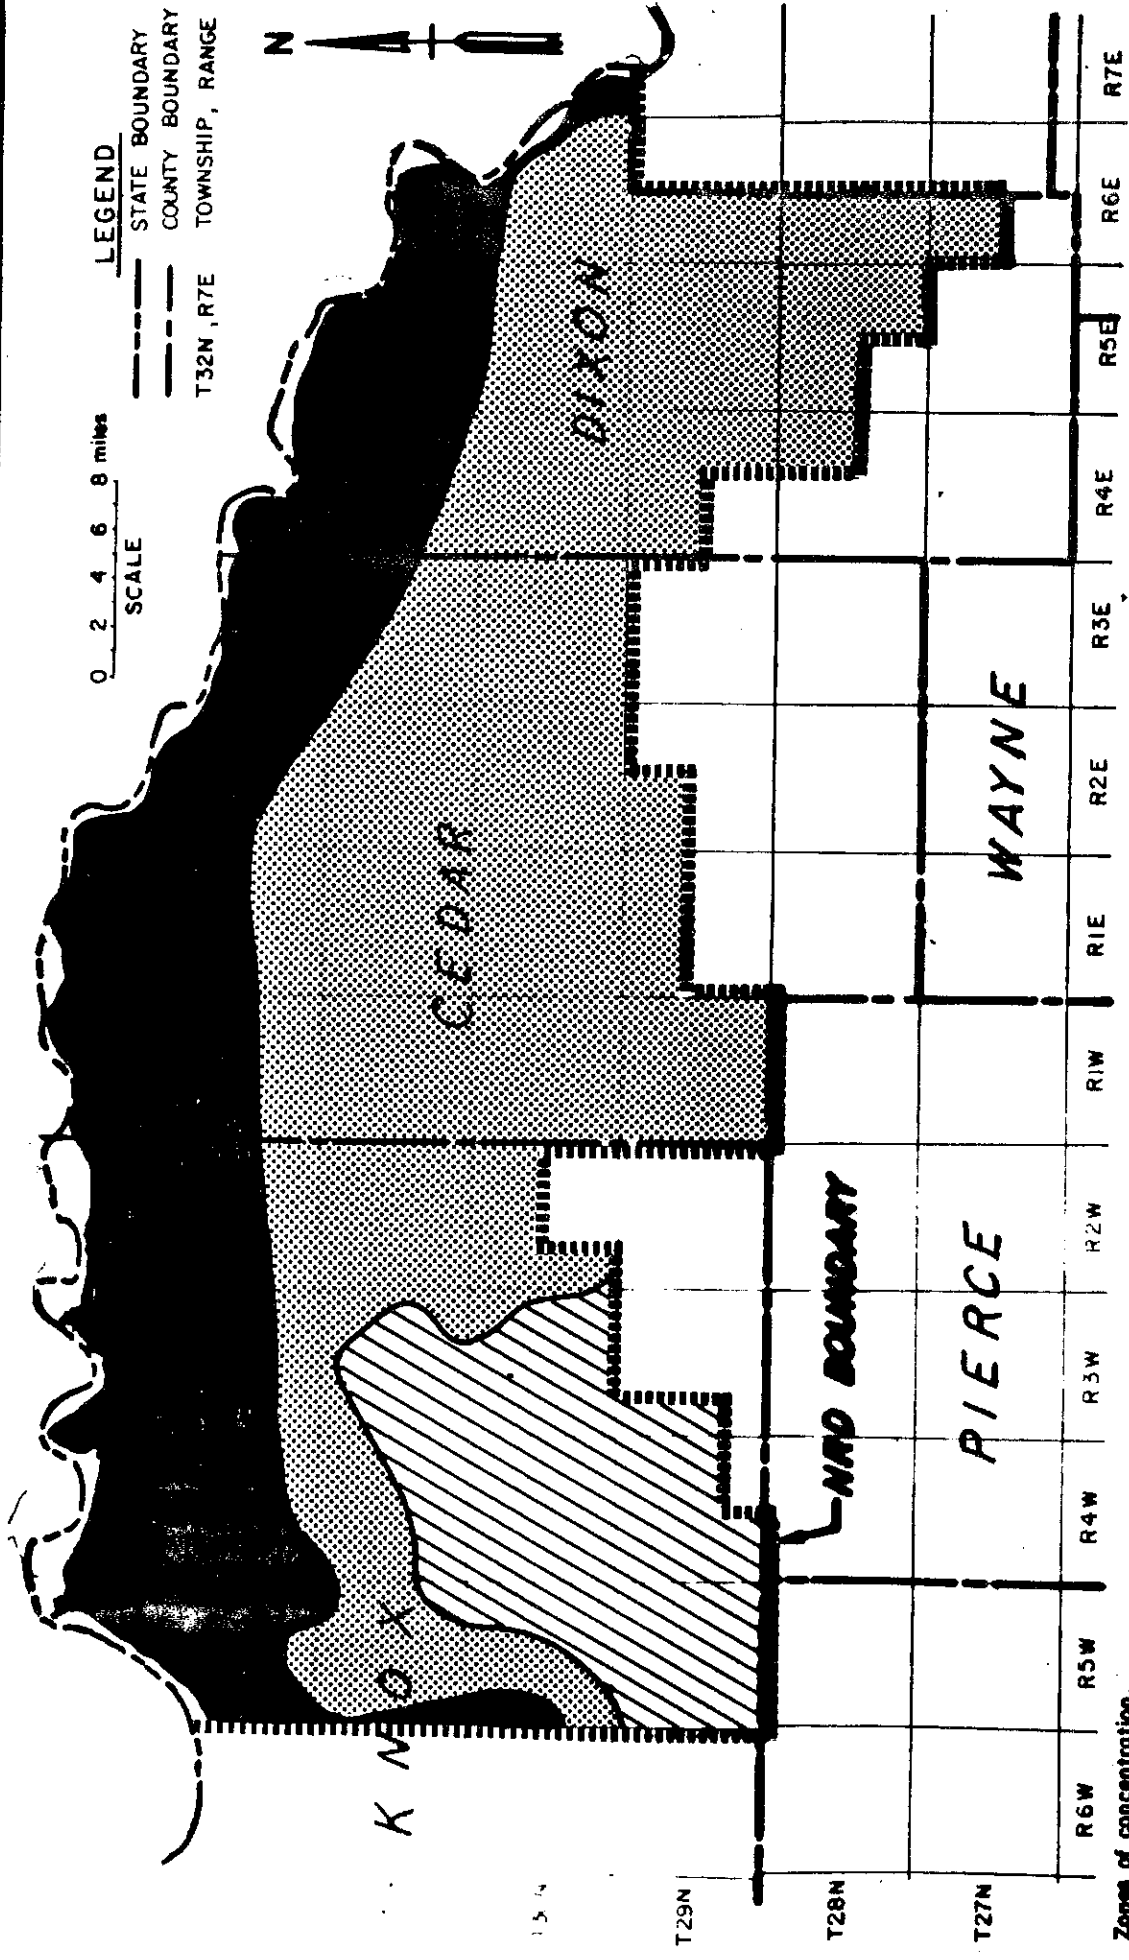 LEGEND
STATE BOUNDARY
COUNTY BOUNDARY
T32N, R7E TOWNSHIP, RANGE
N
0 2 4 6 8 miles
SCALE
KNOX
CEDAR
DIXON
NRD BOUNDARY
PIERCE
WAYNE
T29N
T28N
T27N
R6W R5W R4W R3W R2W R1W R1E R2E R3E R4E R5E R6E R7E
Zones of concentration